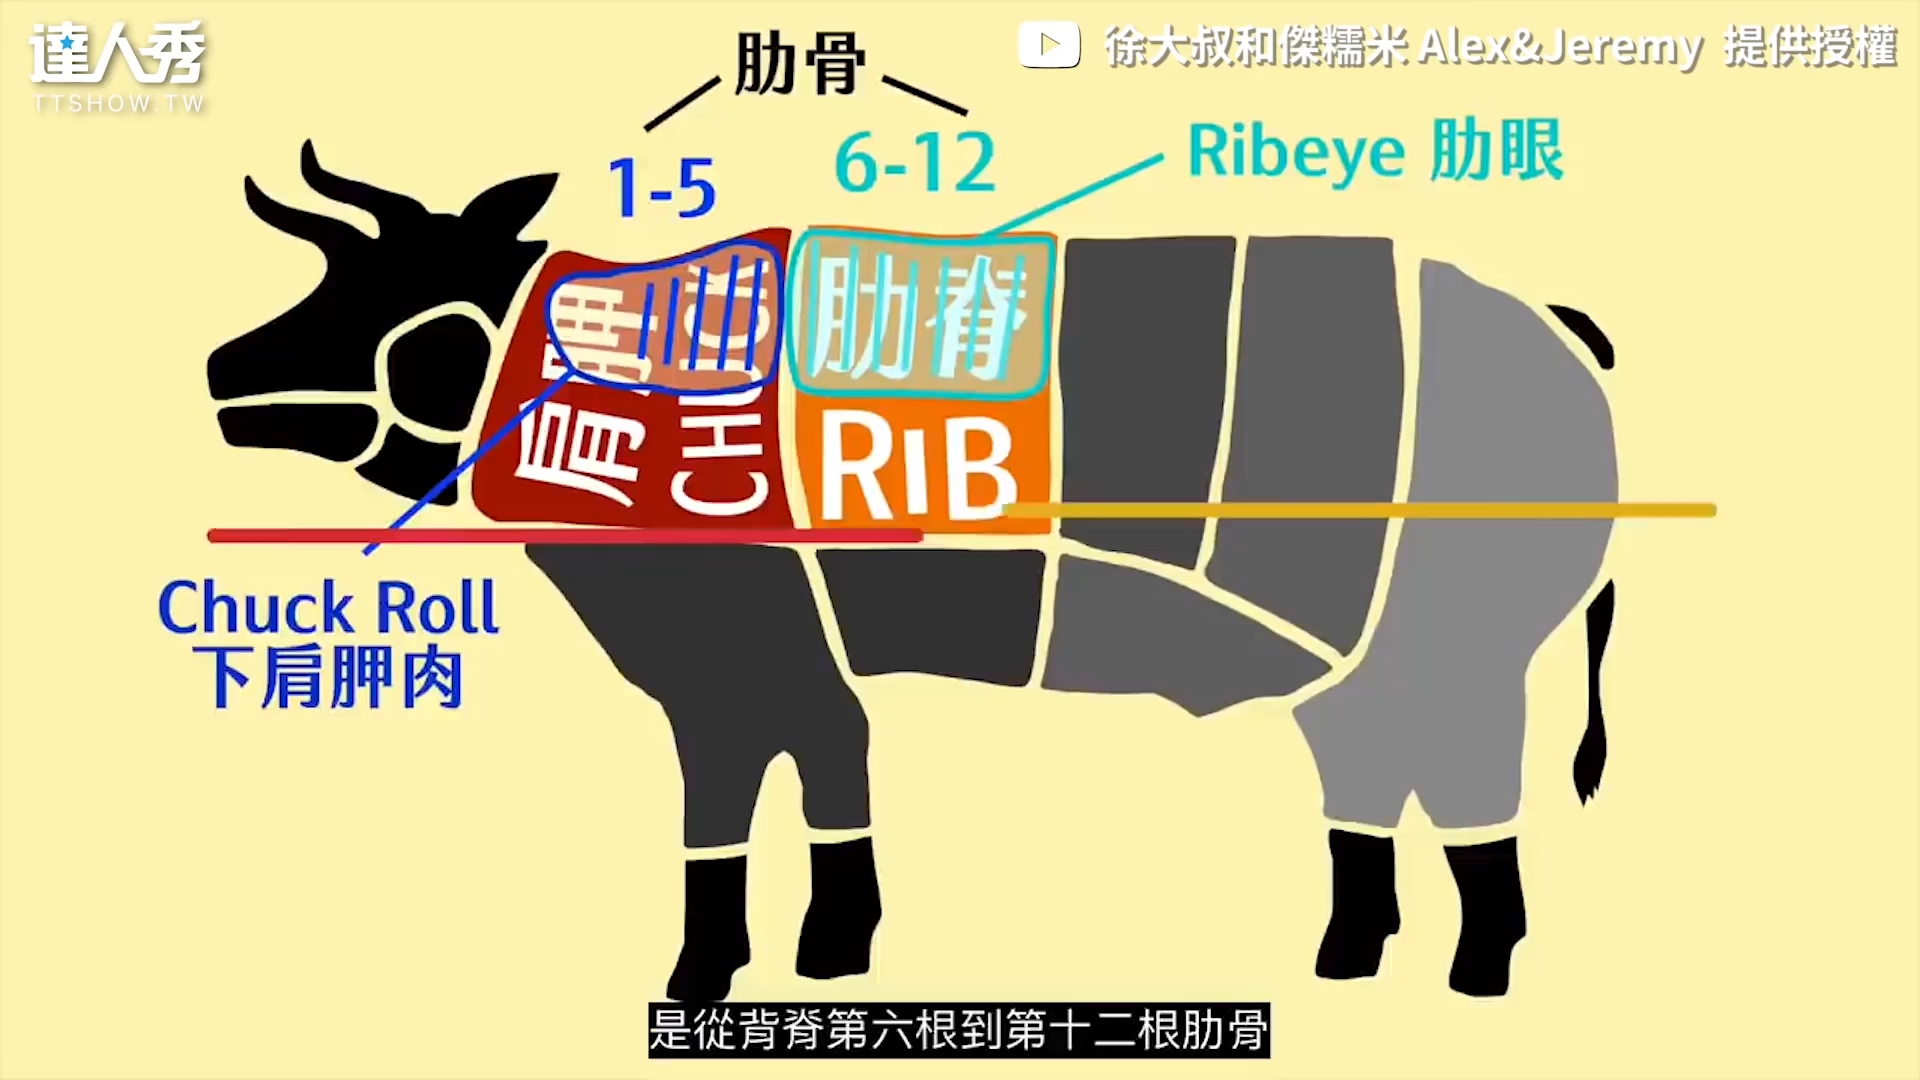 達人秀
TTSHOW.TW
徐大叔和傑糯米 Alex&Jeremy 提供授權
肋骨
1-5
6-12
Ribeye 肋眼
肩胛
CHUCK
肋脊
RIB
Chuck Roll
下肩胛肉
是從背脊第六根到第十二根肋骨